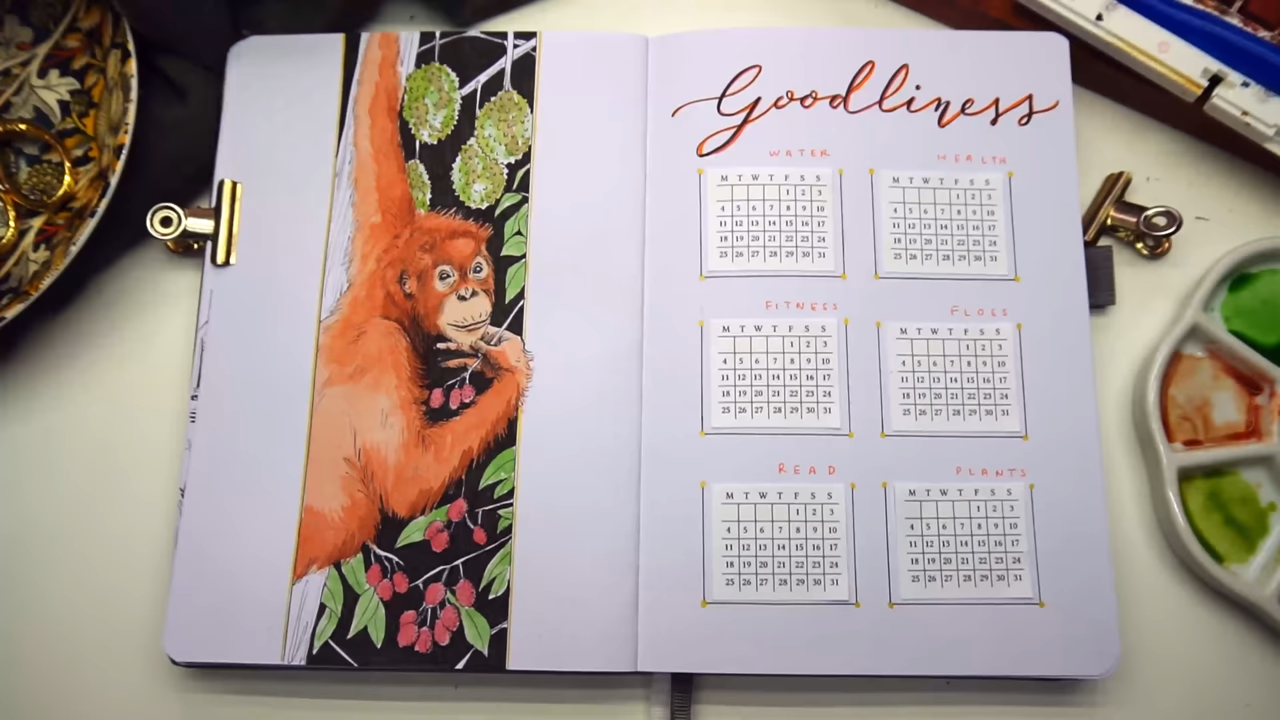 Goodliness
WATER
M T W T F S S
1 2 3
4 5 6 7 8 9 10
11 12 13 14 15 16 17
18 19 20 21 22 23 24
25 26 27 28 29 30 31
HEALTH
M T W T F S S
1 2 3
4 5 6 7 8 9 10
11 12 13 14 15 16 17
18 19 20 21 22 23 24
25 26 27 28 29 30 31
FITNESS
M T W T F S S
1 2 3
4 5 6 7 8 9 10
11 12 13 14 15 16 17
18 19 20 21 22 23 24
25 26 27 28 29 30 31
FLOSS
M T W T F S S
1 2 3
4 5 6 7 8 9 10
11 12 13 14 15 16 17
18 19 20 21 22 23 24
25 26 27 28 29 30 31
READ
M T W T F S S
1 2 3
4 5 6 7 8 9 10
11 12 13 14 15 16 17
18 19 20 21 22 23 24
25 26 27 28 29 30 31
PLANTS
M T W T F S S
1 2 3
4 5 6 7 8 9 10
11 12 13 14 15 16 17
18 19 20 21 22 23 24
25 26 27 28 29 30 31